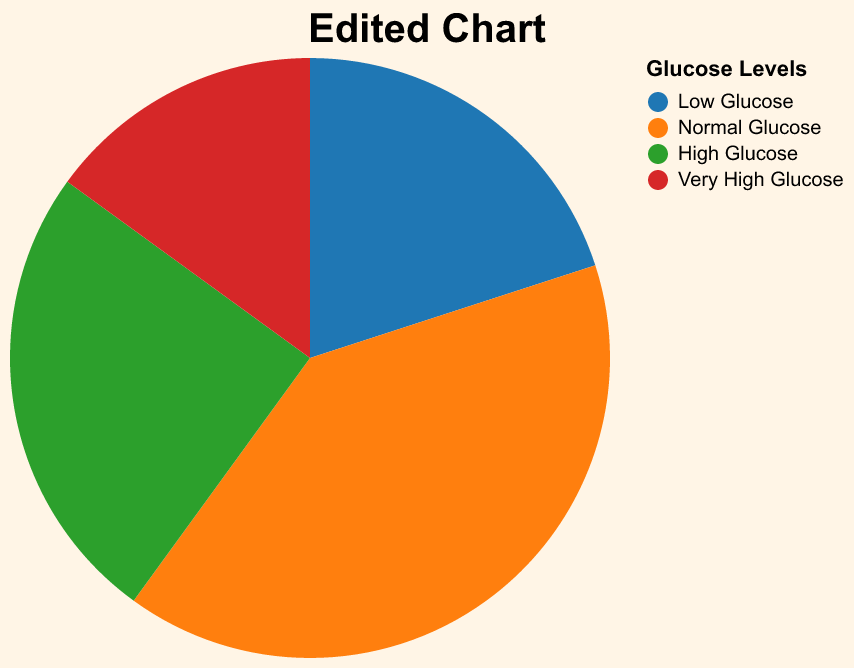 Edited Chart
Glucose Levels
Low Glucose
Normal Glucose
High Glucose
Very High Glucose